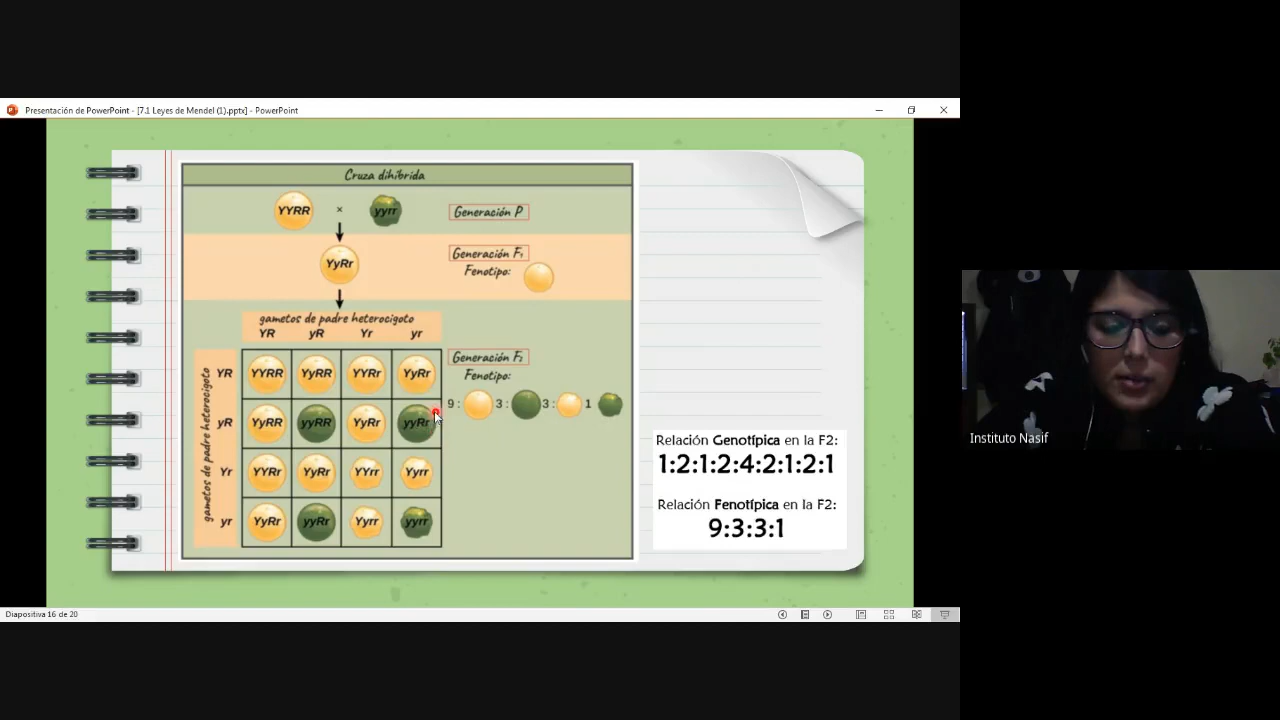 Presentación de PowerPoint - [7.1 Leyes de Mendel (1).pptx] - PowerPoint
Cruza dihíbrida
YYRR × yyrr Generación P
YyRr
Generación F₁
Fenotipo:
gametos de padre heterocigoto
YR yR Yr yr
gametos de padre heterocigoto
YR YYRR YyRR YYRr YyRr
yR YyRR yyRR YyRr yyRr
Yr YYRr YyRr YYrr Yyrr
yr YyRr yyRr Yyrr yyrr
Generación F₂
Fenotipo:
9: 3: 3: 1
Relación Genotípica en la F2:
1:2:1:2:4:2:1:2:1
Relación Fenotípica en la F2:
9:3:3:1
Instituto Nasif
Diapositiva 16 de 20